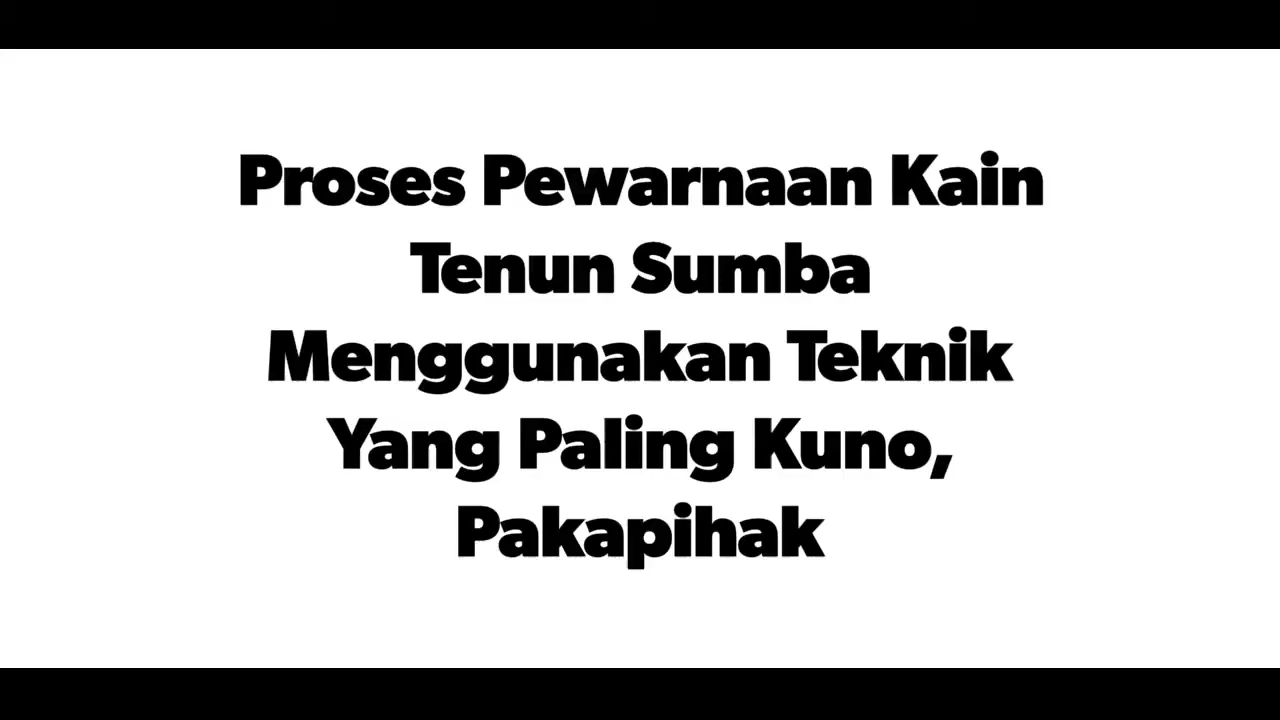 Proses Pewarnaan Kain
Tenun Sumba
Menggunakan Teknik
Yang Paling Kuno,
Pakapihak